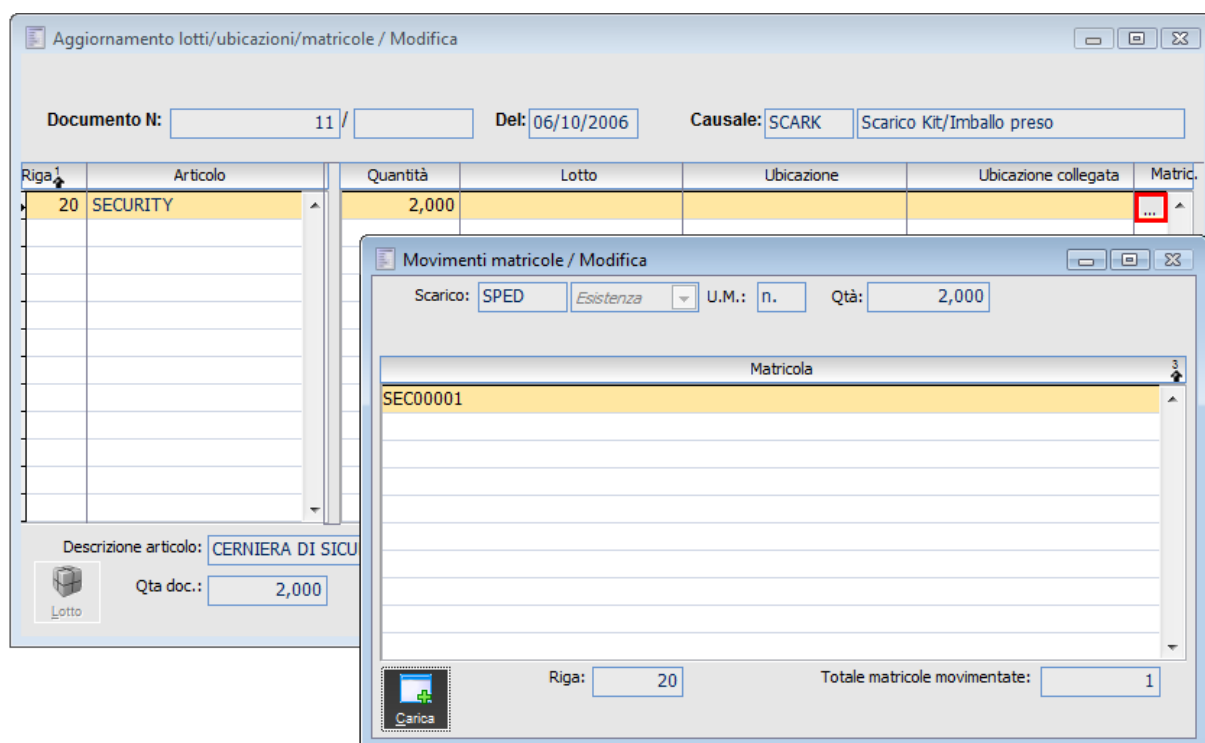 Aggiornamento lotti/ubicazioni/matricole / Modifica
Documento N: 11 / Del: 06/10/2006 Causale: SCARK Scarico Kit/Imballo preso
Riga 1 Articolo Quantità Lotto Ubicazione Ubicazione collegata Matric.
20 SECURITY 2,000 ...
Movimenti matricole / Modifica
Scarico: SPED Esistenza U.M.: n. Qtà: 2,000
Matricola 3
SEC00001
Descrizione articolo: CERNIERA DI SICU
Qta doc.: 2,000
Lotto
Riga: 20 Totale matricole movimentate: 1
Carica